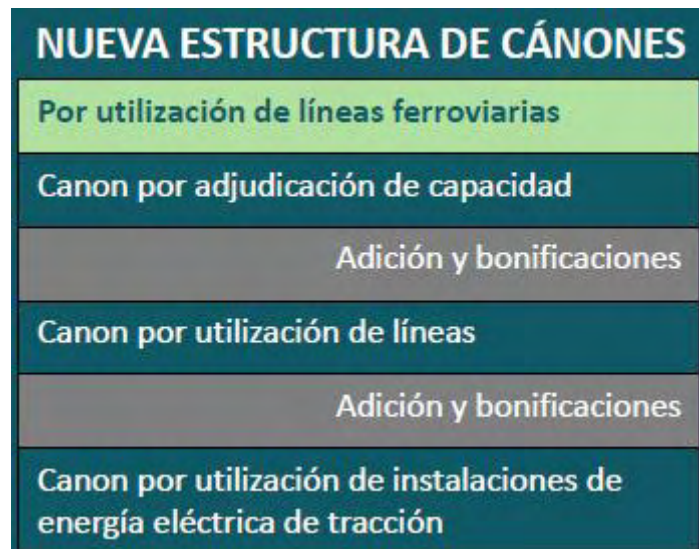 NUEVA ESTRUCTURA DE CÁNONES
Por utilización de líneas ferroviarias
Canon por adjudicación de capacidad
Adición y bonificaciones
Canon por utilización de líneas
Adición y bonificaciones
Canon por utilización de instalaciones de
energía eléctrica de tracción